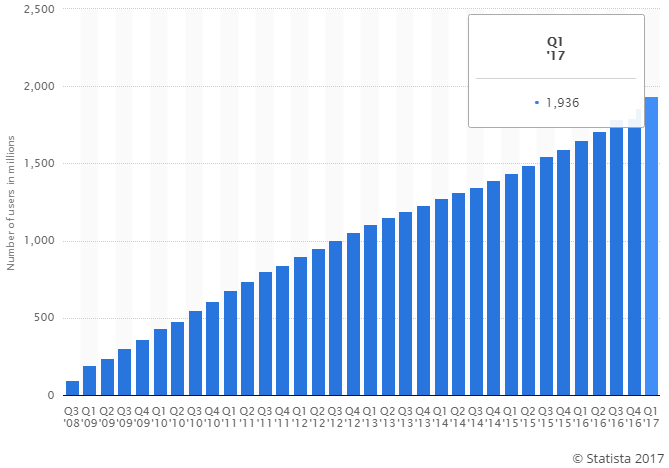 2,500
2,000
1,500
1,000
500
0
Number of users in millions
Q1
'17
1,936
Q3 Q1 Q2 Q3 Q4 Q1 Q2 Q3 Q4 Q1 Q2 Q3 Q4 Q1 Q2 Q3 Q4 Q1 Q2 Q3 Q4 Q1 Q2 Q3 Q4 Q1 Q2 Q3 Q4 Q1 Q2 Q3 Q4 Q1
'08 '09 '09 '09 '09 '10 '10 '10 '10 '11 '11 '11 '11 '12 '12 '12 '12 '13 '13 '13 '13 '14 '14 '14 '14 '15 '15 '15 '15 '16 '16 '16 '16 '17
© Statista 2017